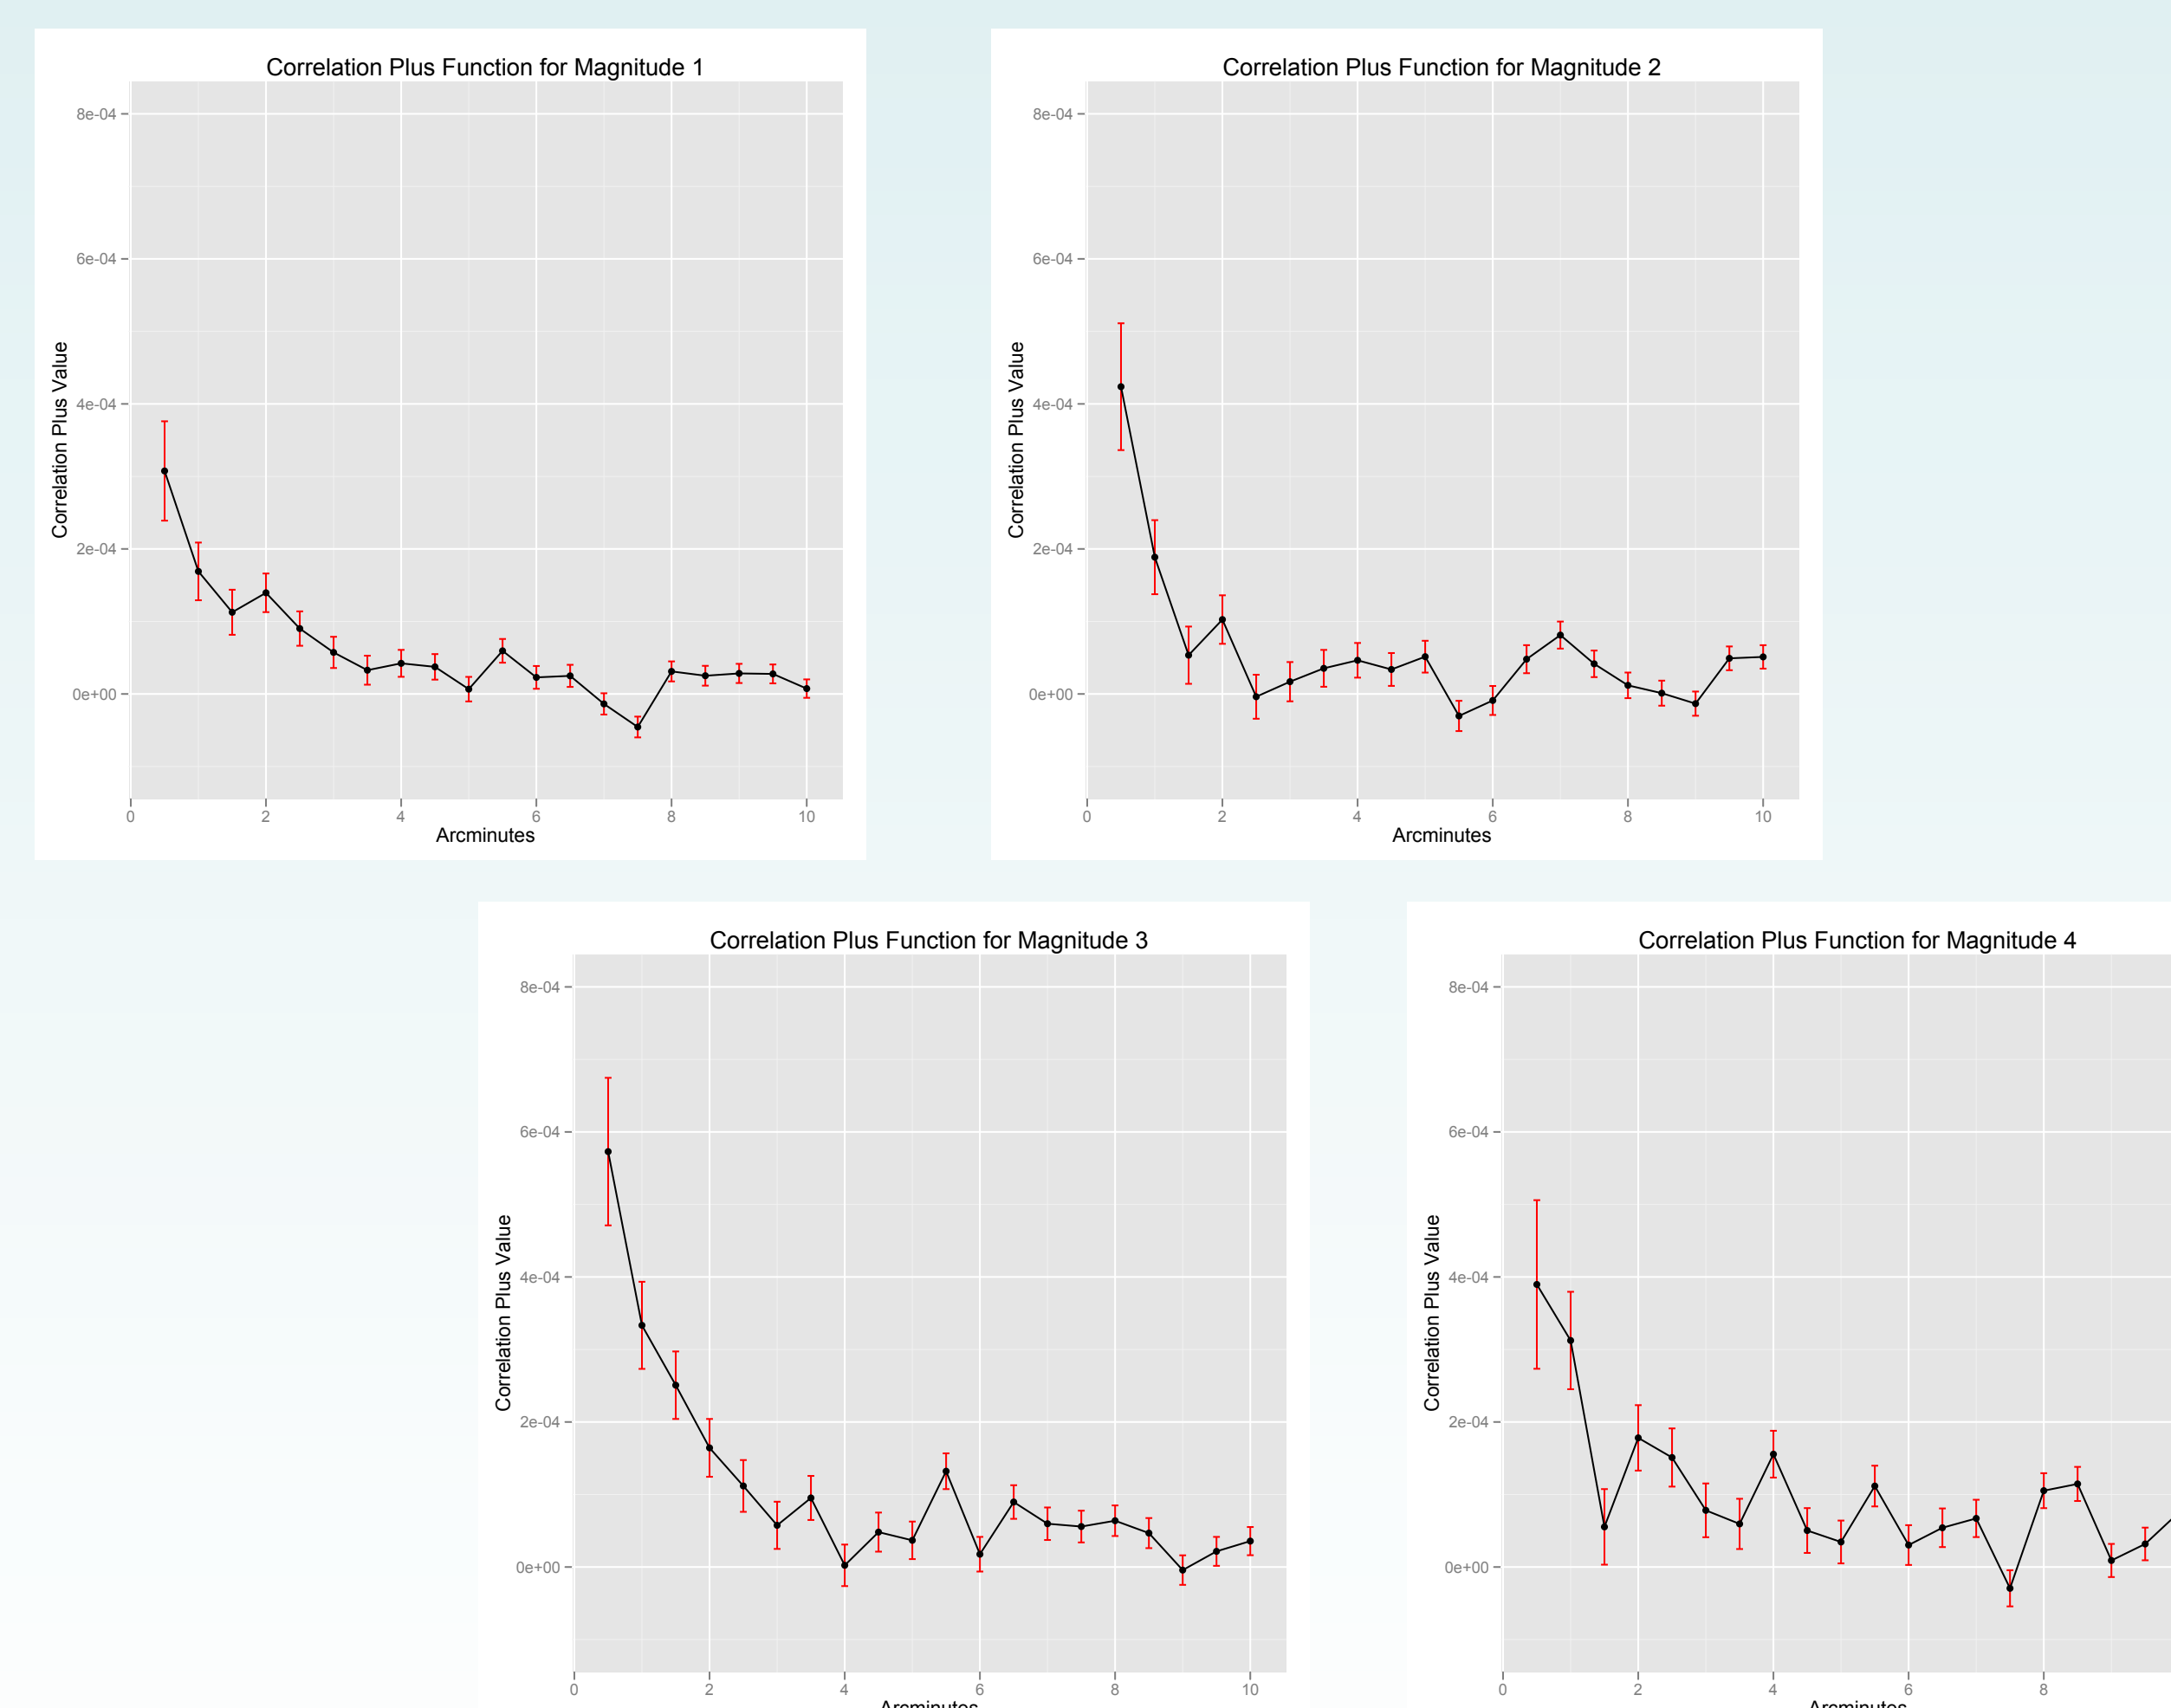 Correlation Plus Function for Magnitude 1
8e-04
6e-04
4e-04
2e-04
0e+00
Correlation Plus Value
0 2 4 6 8 10
Arcminutes
Correlation Plus Function for Magnitude 2
8e-04
6e-04
4e-04
2e-04
0e+00
Correlation Plus Value
0 2 4 6 8 10
Arcminutes
Correlation Plus Function for Magnitude 3
8e-04
6e-04
4e-04
2e-04
0e+00
Correlation Plus Value
0 2 4 6 8 10
Arcminutes
Correlation Plus Function for Magnitude 4
8e-04
6e-04
4e-04
2e-04
0e+00
Correlation Plus Value
0 2 4 6 8
Arcminutes